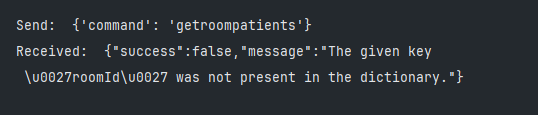 Send:  {'command': 'getroompatients'}
Received:  {"success":false,"message":"The given key
\u0027roomId\u0027 was not present in the dictionary."}